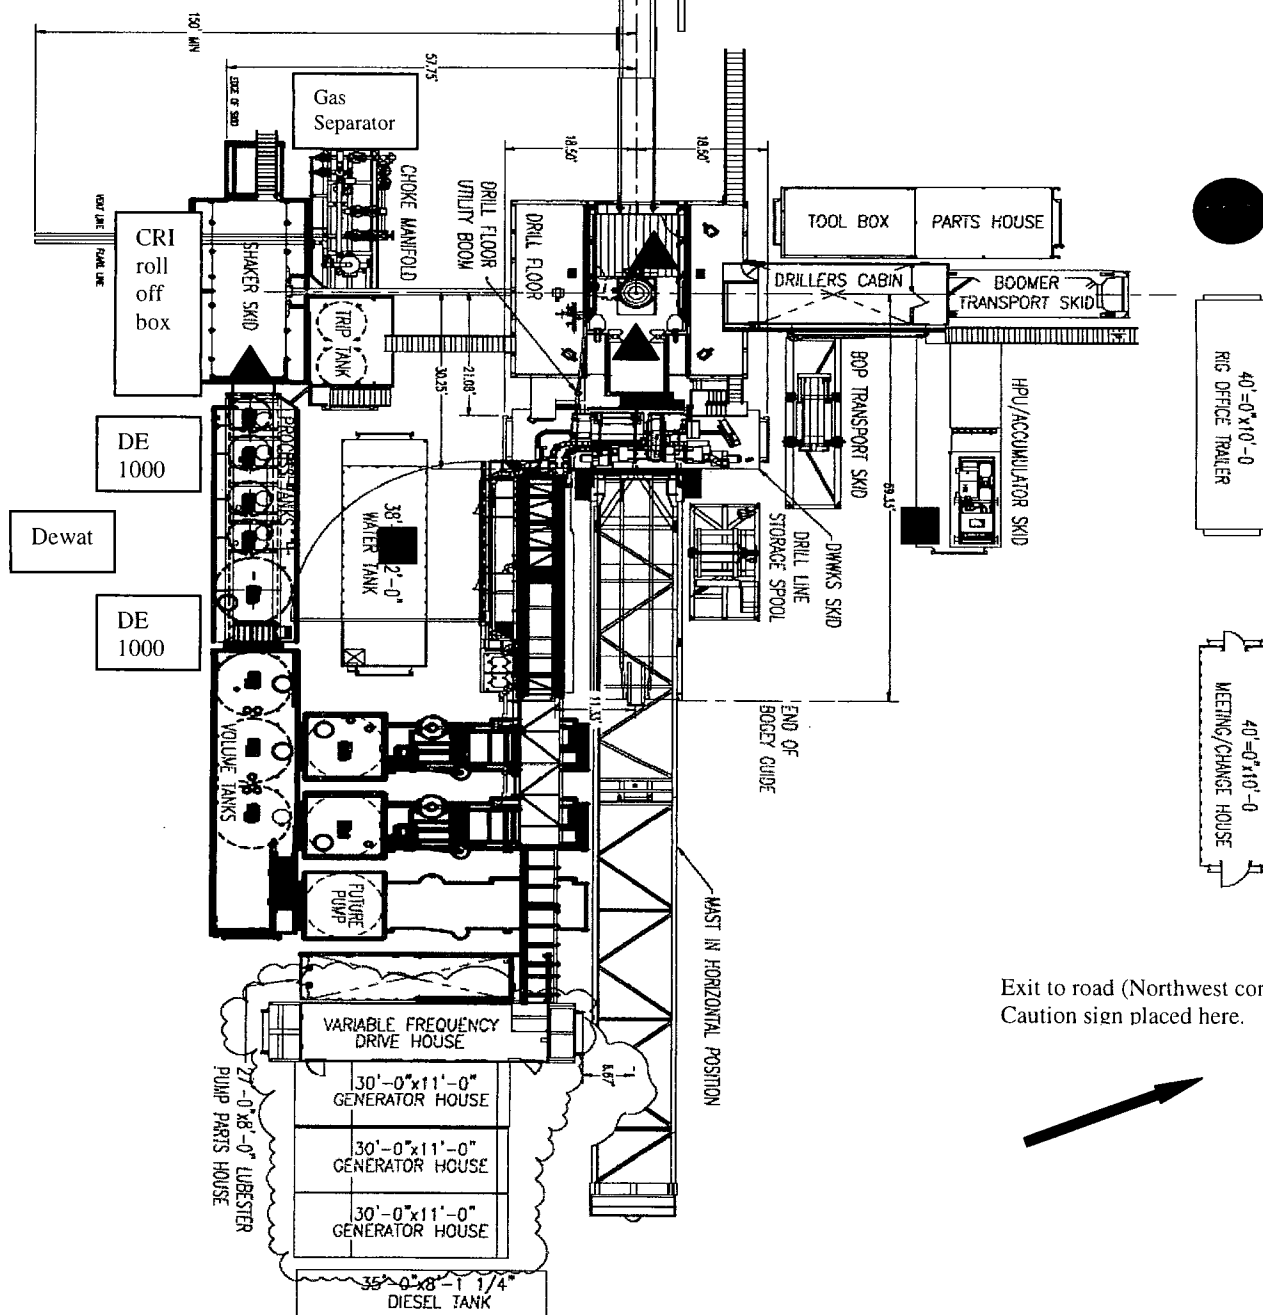 150' MIN
57.75'
EDGE OF SKID
Gas
Separator
18.50'
18.50'
CHOKE MANIFOLD
DRILL FLOOR
UTILITY BOOM
DRILL FLOOR
TOOL BOX
PARTS HOUSE
DRILLERS CABIN
BOOMER
TRANSPORT SKID
VENT LINE
FLARE LINE
CRI
roll
off
box
SHAKER SKID
TRIP TANK
21.08'
30.25'
BOP TRANSPORT SKID
HPU/ACCUMULATOR SKID
40'=0"x10'-0
RIG OFFICE TRAILER
DE
1000
Dewat
DE
1000
WATER TANK
DRILL LINE
STORAGE SPOOL
DWWKS SKID
69.35'
11.33'
END OF
BOGEY GUIDE
40'=0"x10'-0
MEETING/CHANGE HOUSE
VOLUME TANKS
FUTURE
PUMP
MAST IN HORIZONTAL POSITION
Exit to road (Northwest cor
Caution sign placed here.
VARIABLE FREQUENCY
DRIVE HOUSE
6.67'
27'-0"x8'-0" LUBESTER
PUMP PARTS HOUSE
30'-0"x11'-0"
GENERATOR HOUSE
30'-0"x11'-0"
GENERATOR HOUSE
30'-0"x11'-0"
GENERATOR HOUSE
35'-0"x8'-1 1/4"
DIESEL TANK